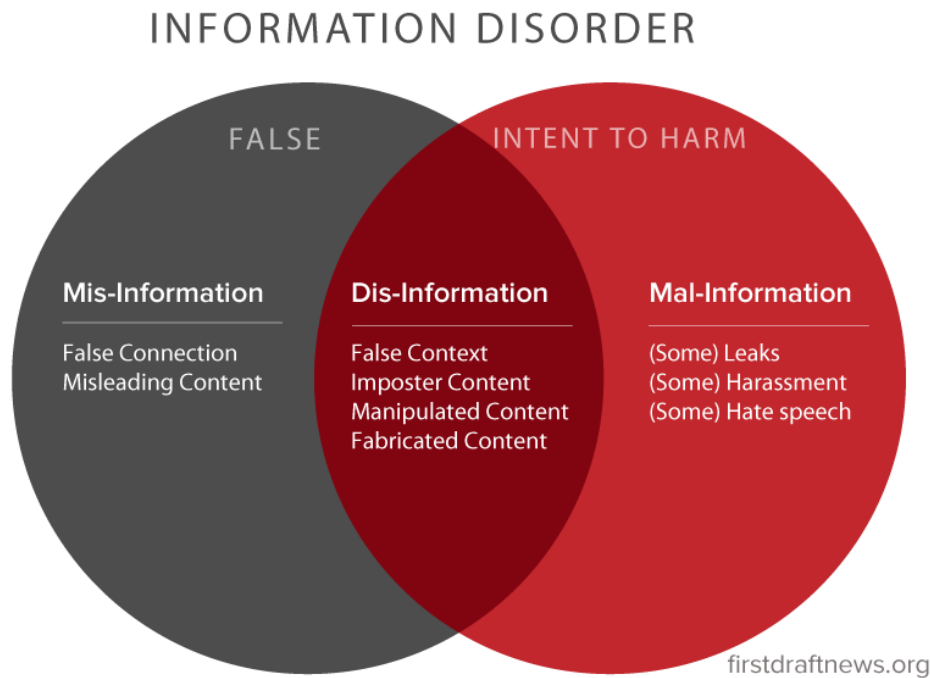 INFORMATION DISORDER
FALSE
INTENT TO HARM
Mis-Information
False Connection
Misleading Content
Dis-Information
False Context
Imposter Content
Manipulated Content
Fabricated Content
Mal-Information
(Some) Leaks
(Some) Harassment
(Some) Hate speech
firstdraftnews.org